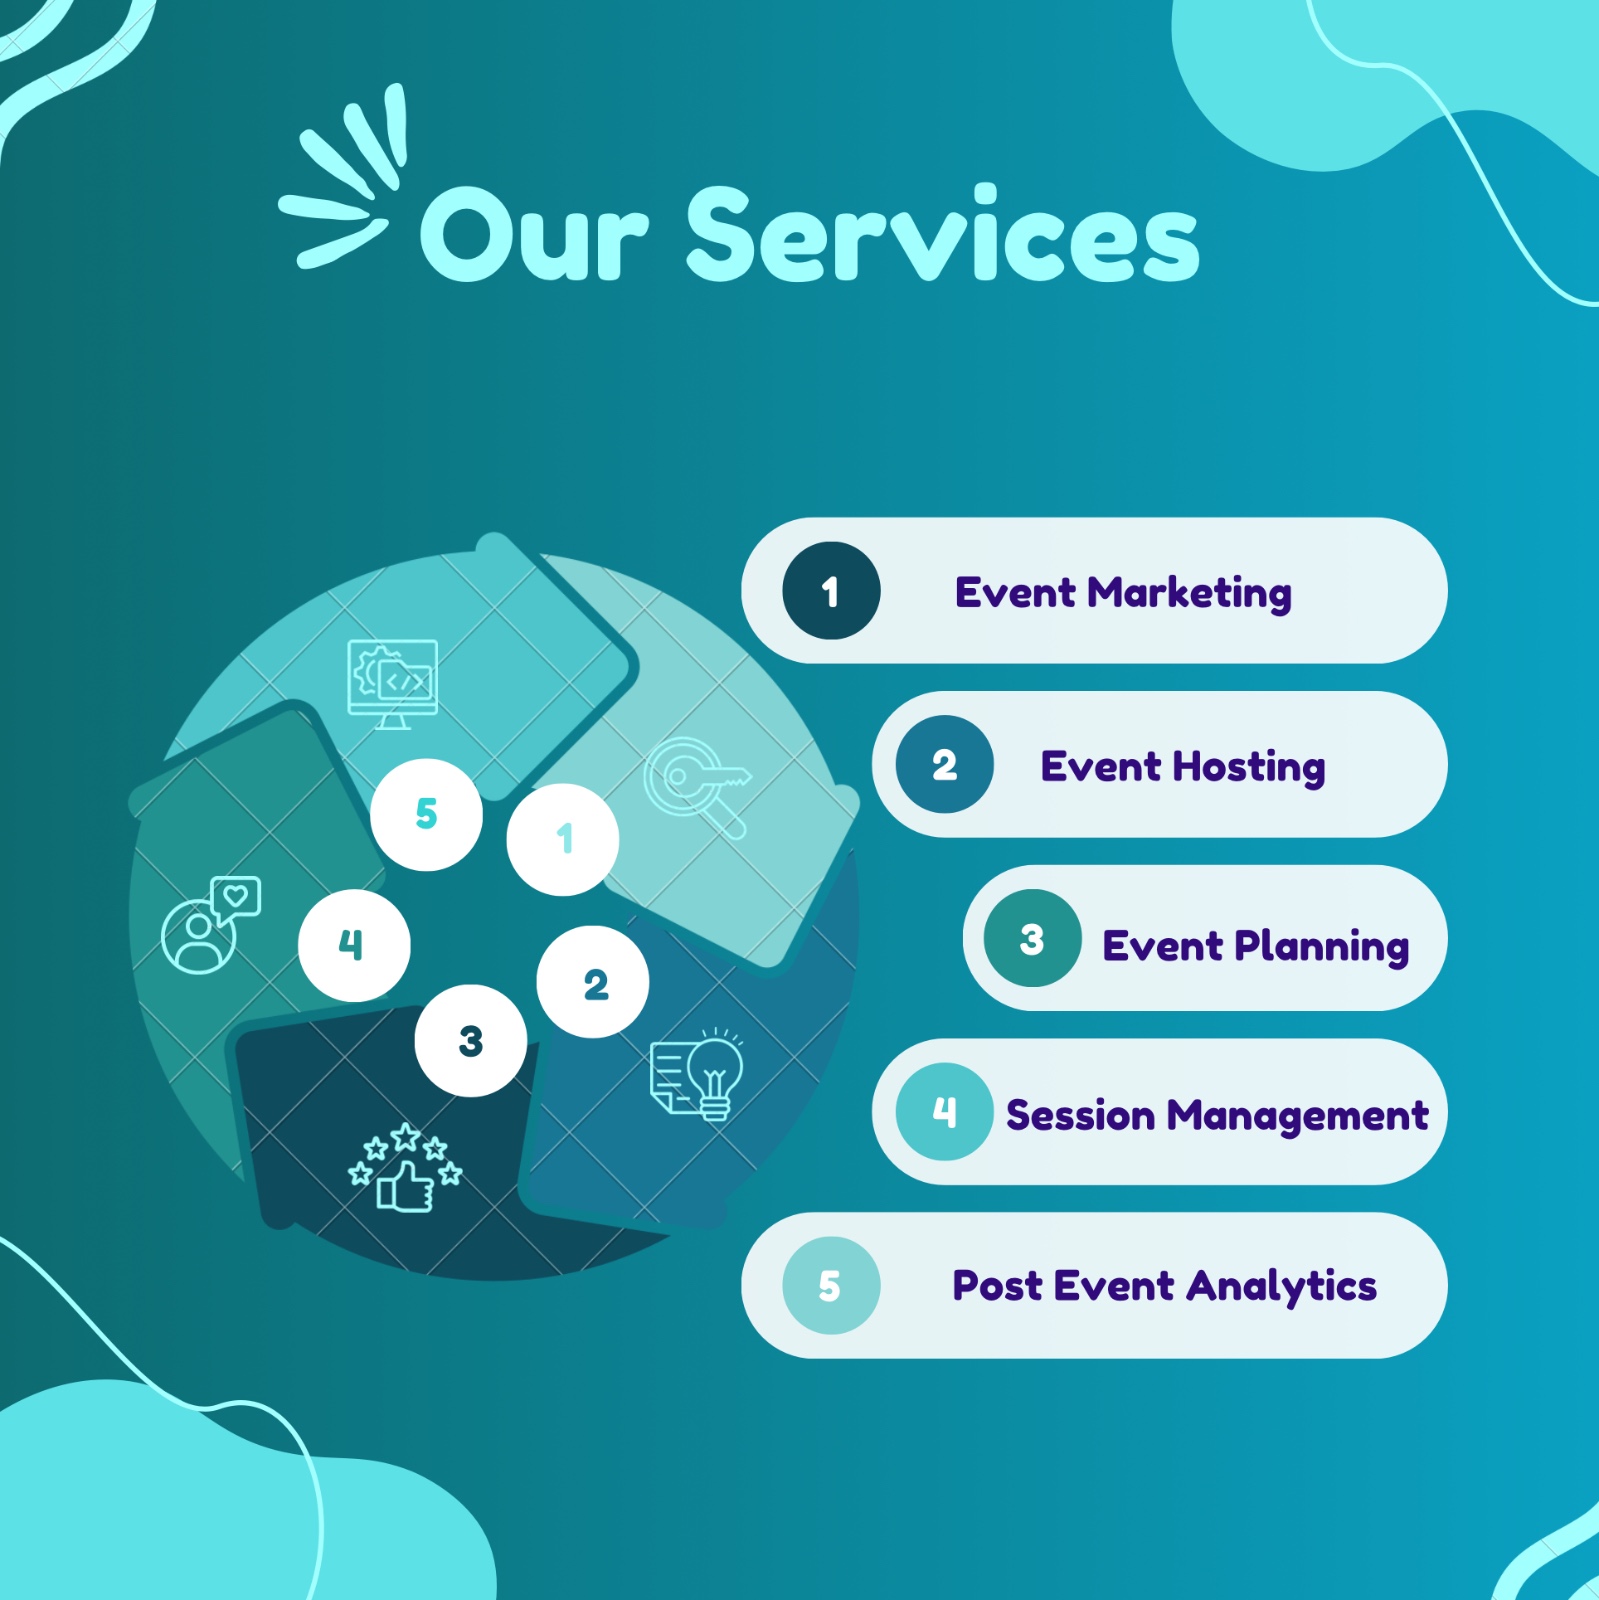 Our Services
1 Event Marketing
2 Event Hosting
3 Event Planning
4 Session Management
5 Post Event Analytics
5
1
4
2
3